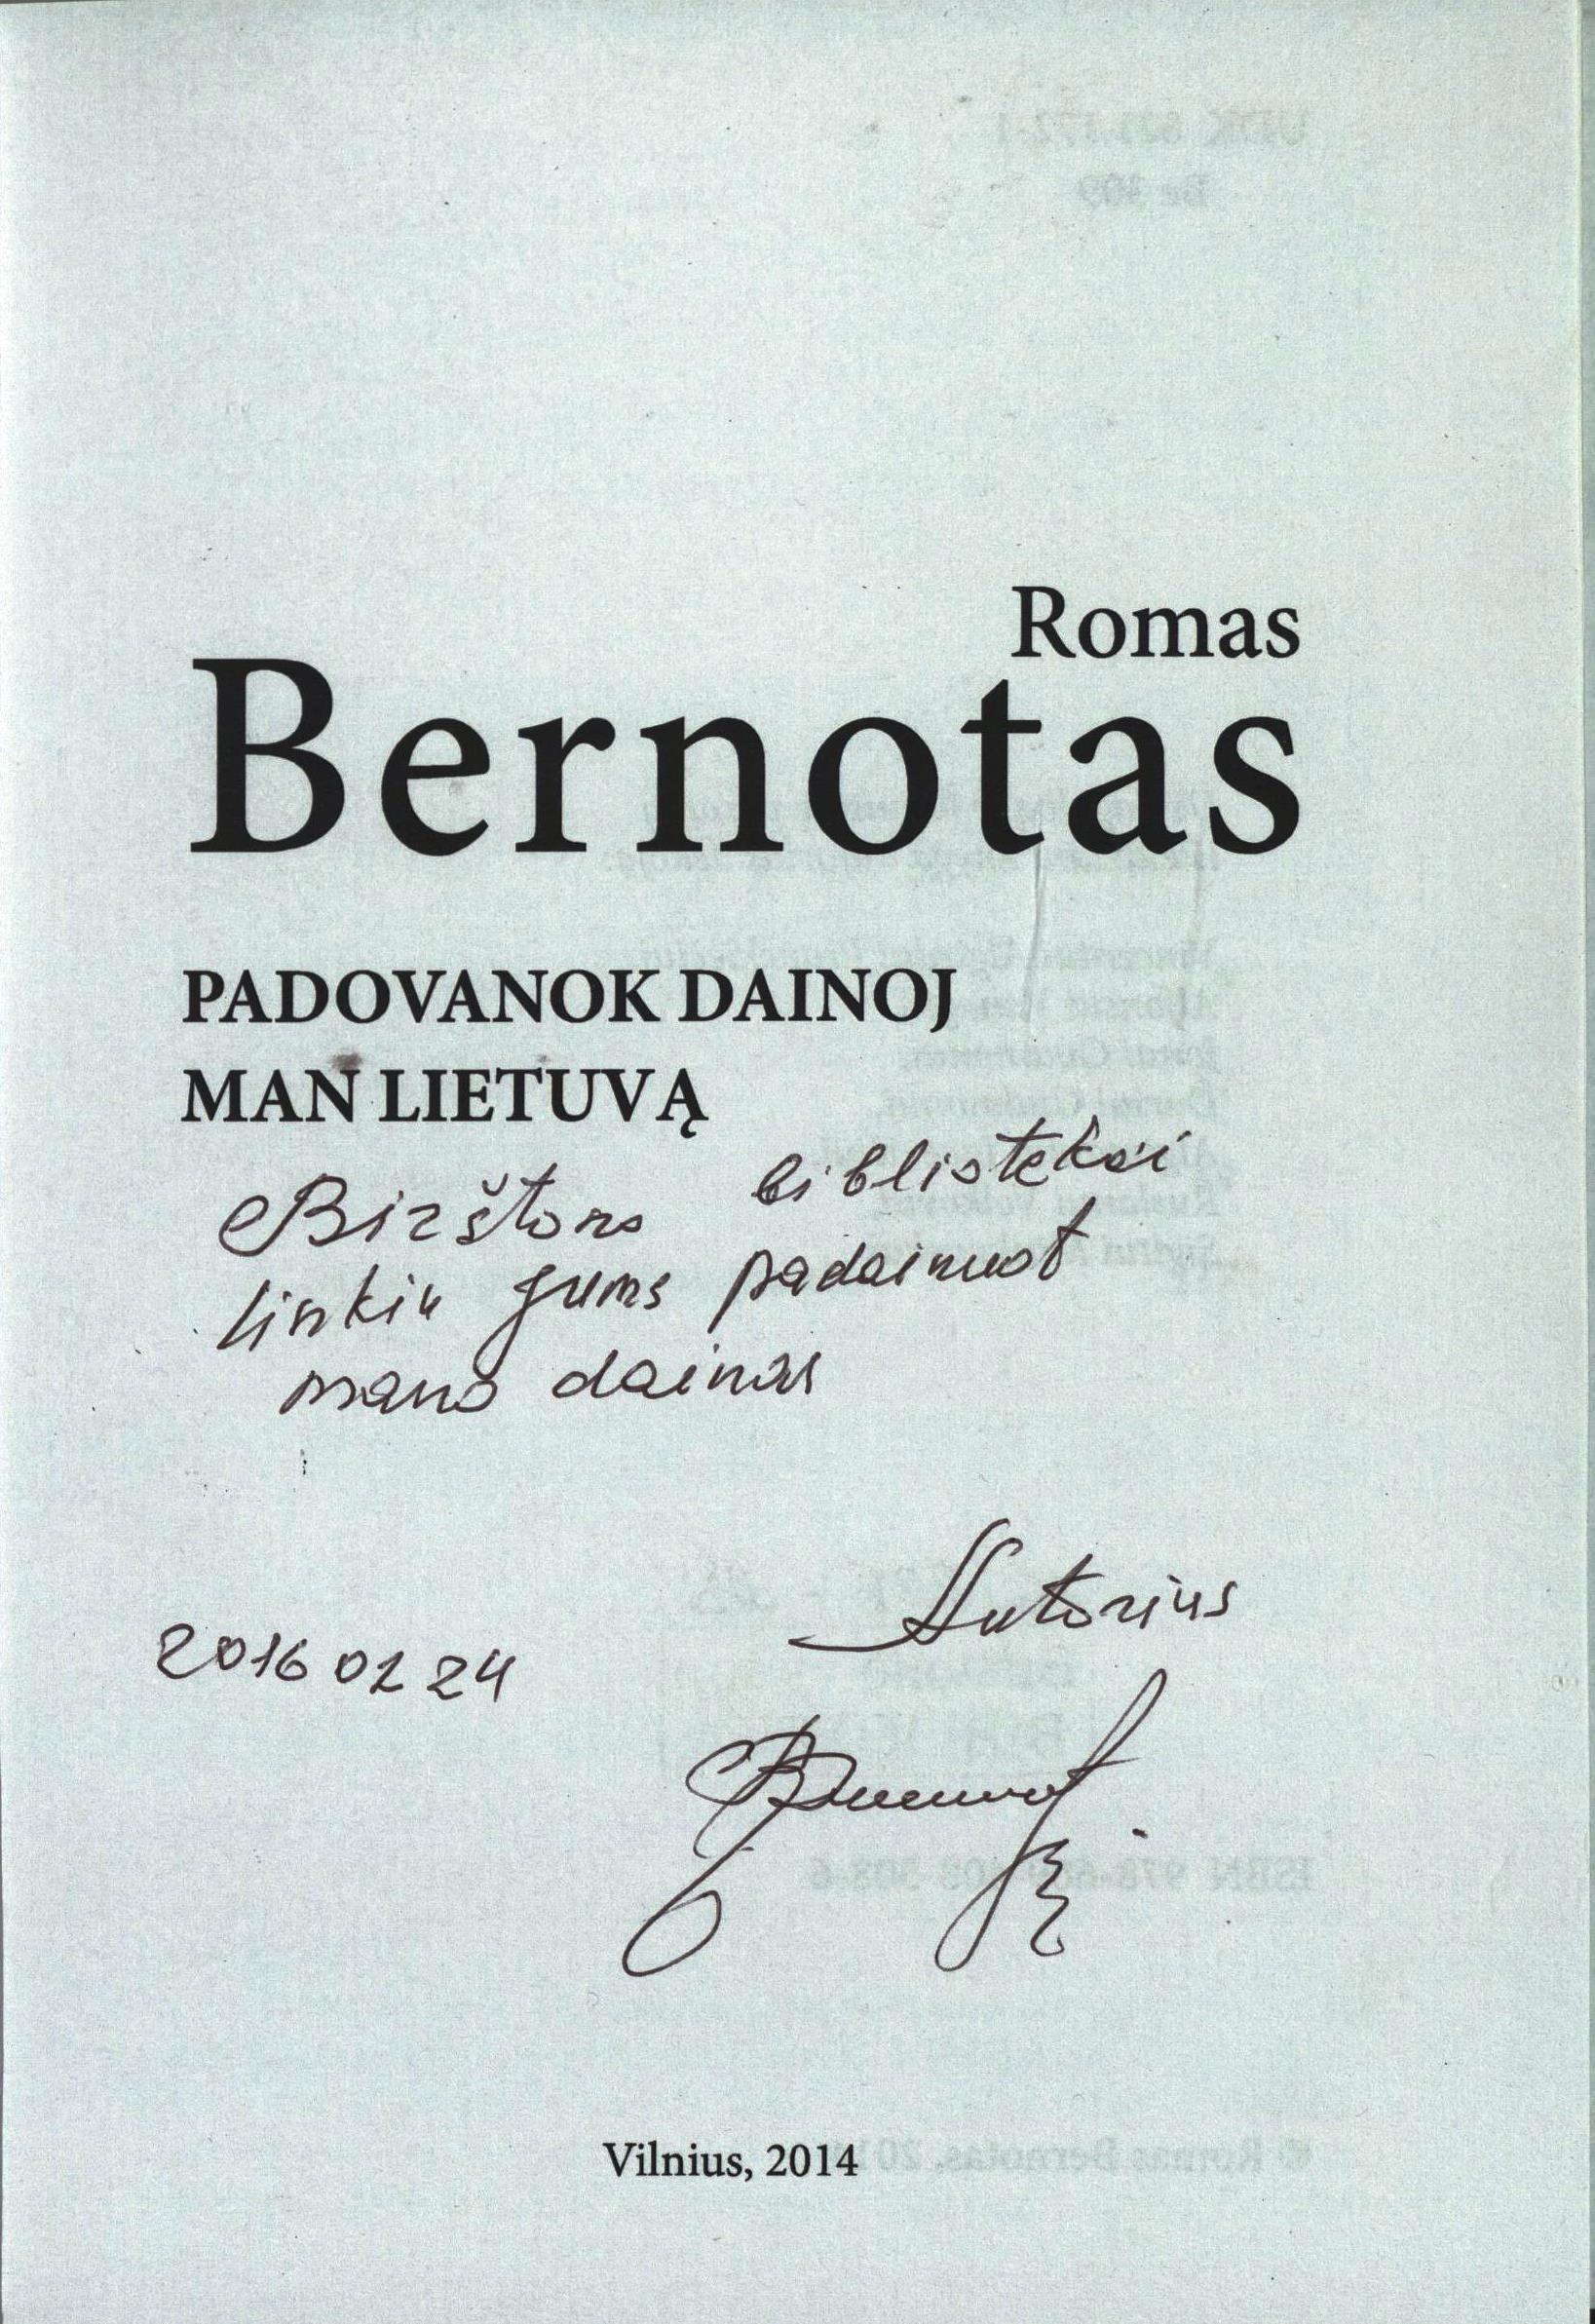 Romas
Bernotas
PADOVANOK DAINOJ
MAN LIETUVĄ
Birštono bibliotekai
linkiu Jums padainuot
mano dainas
Autorius
2016 02 24
Vilnius, 2014